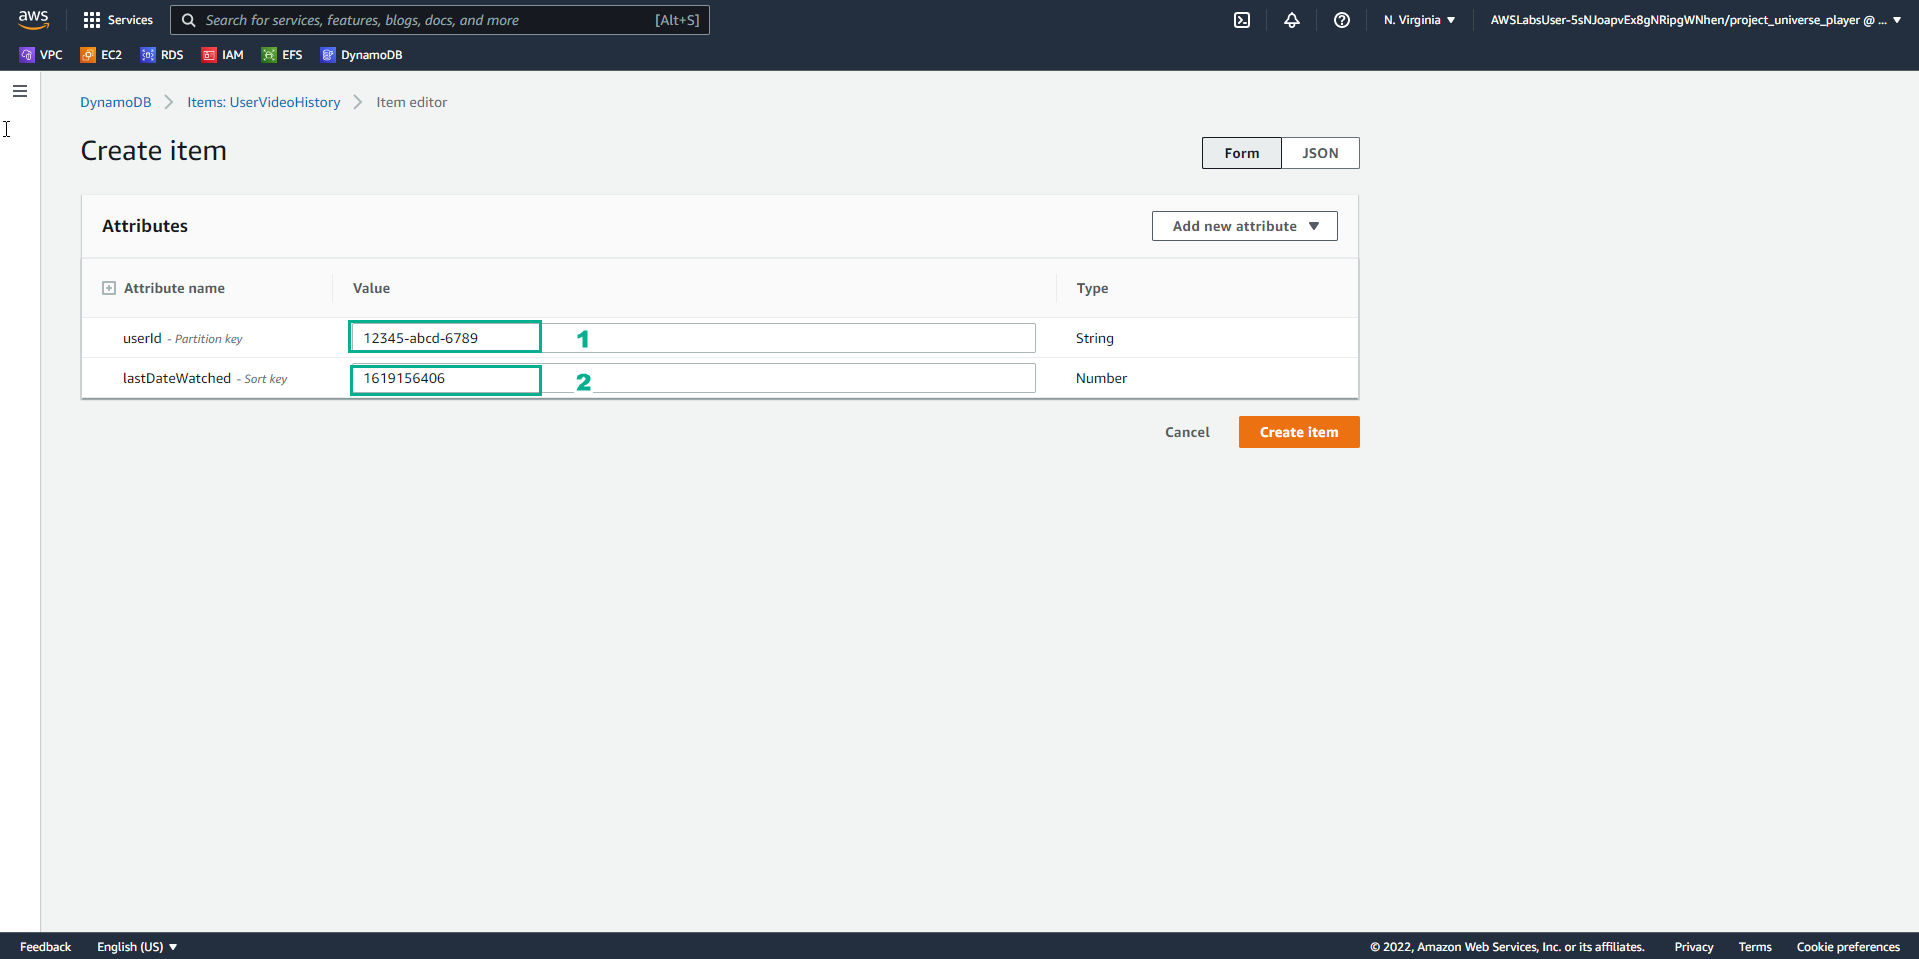 aws Services Search for services, features, blogs, docs, and more [Alt+S] N. Virginia ▼ AWSLabsUser-5sNJoapvEx8gNRipgWNhen/project_universe_player @ ... ▼
VPC EC2 RDS IAM EFS DynamoDB
DynamoDB > Items: UserVideoHistory > Item editor
Create item
Form JSON
Attributes
Add new attribute ▼
Attribute name Value Type
userId - Partition key 12345-abcd-6789 1 String
lastDateWatched - Sort key 1619156406 2 Number
Cancel Create item
Feedback English (US) ▼ © 2022, Amazon Web Services, Inc. or its affiliates. Privacy Terms Cookie preferences